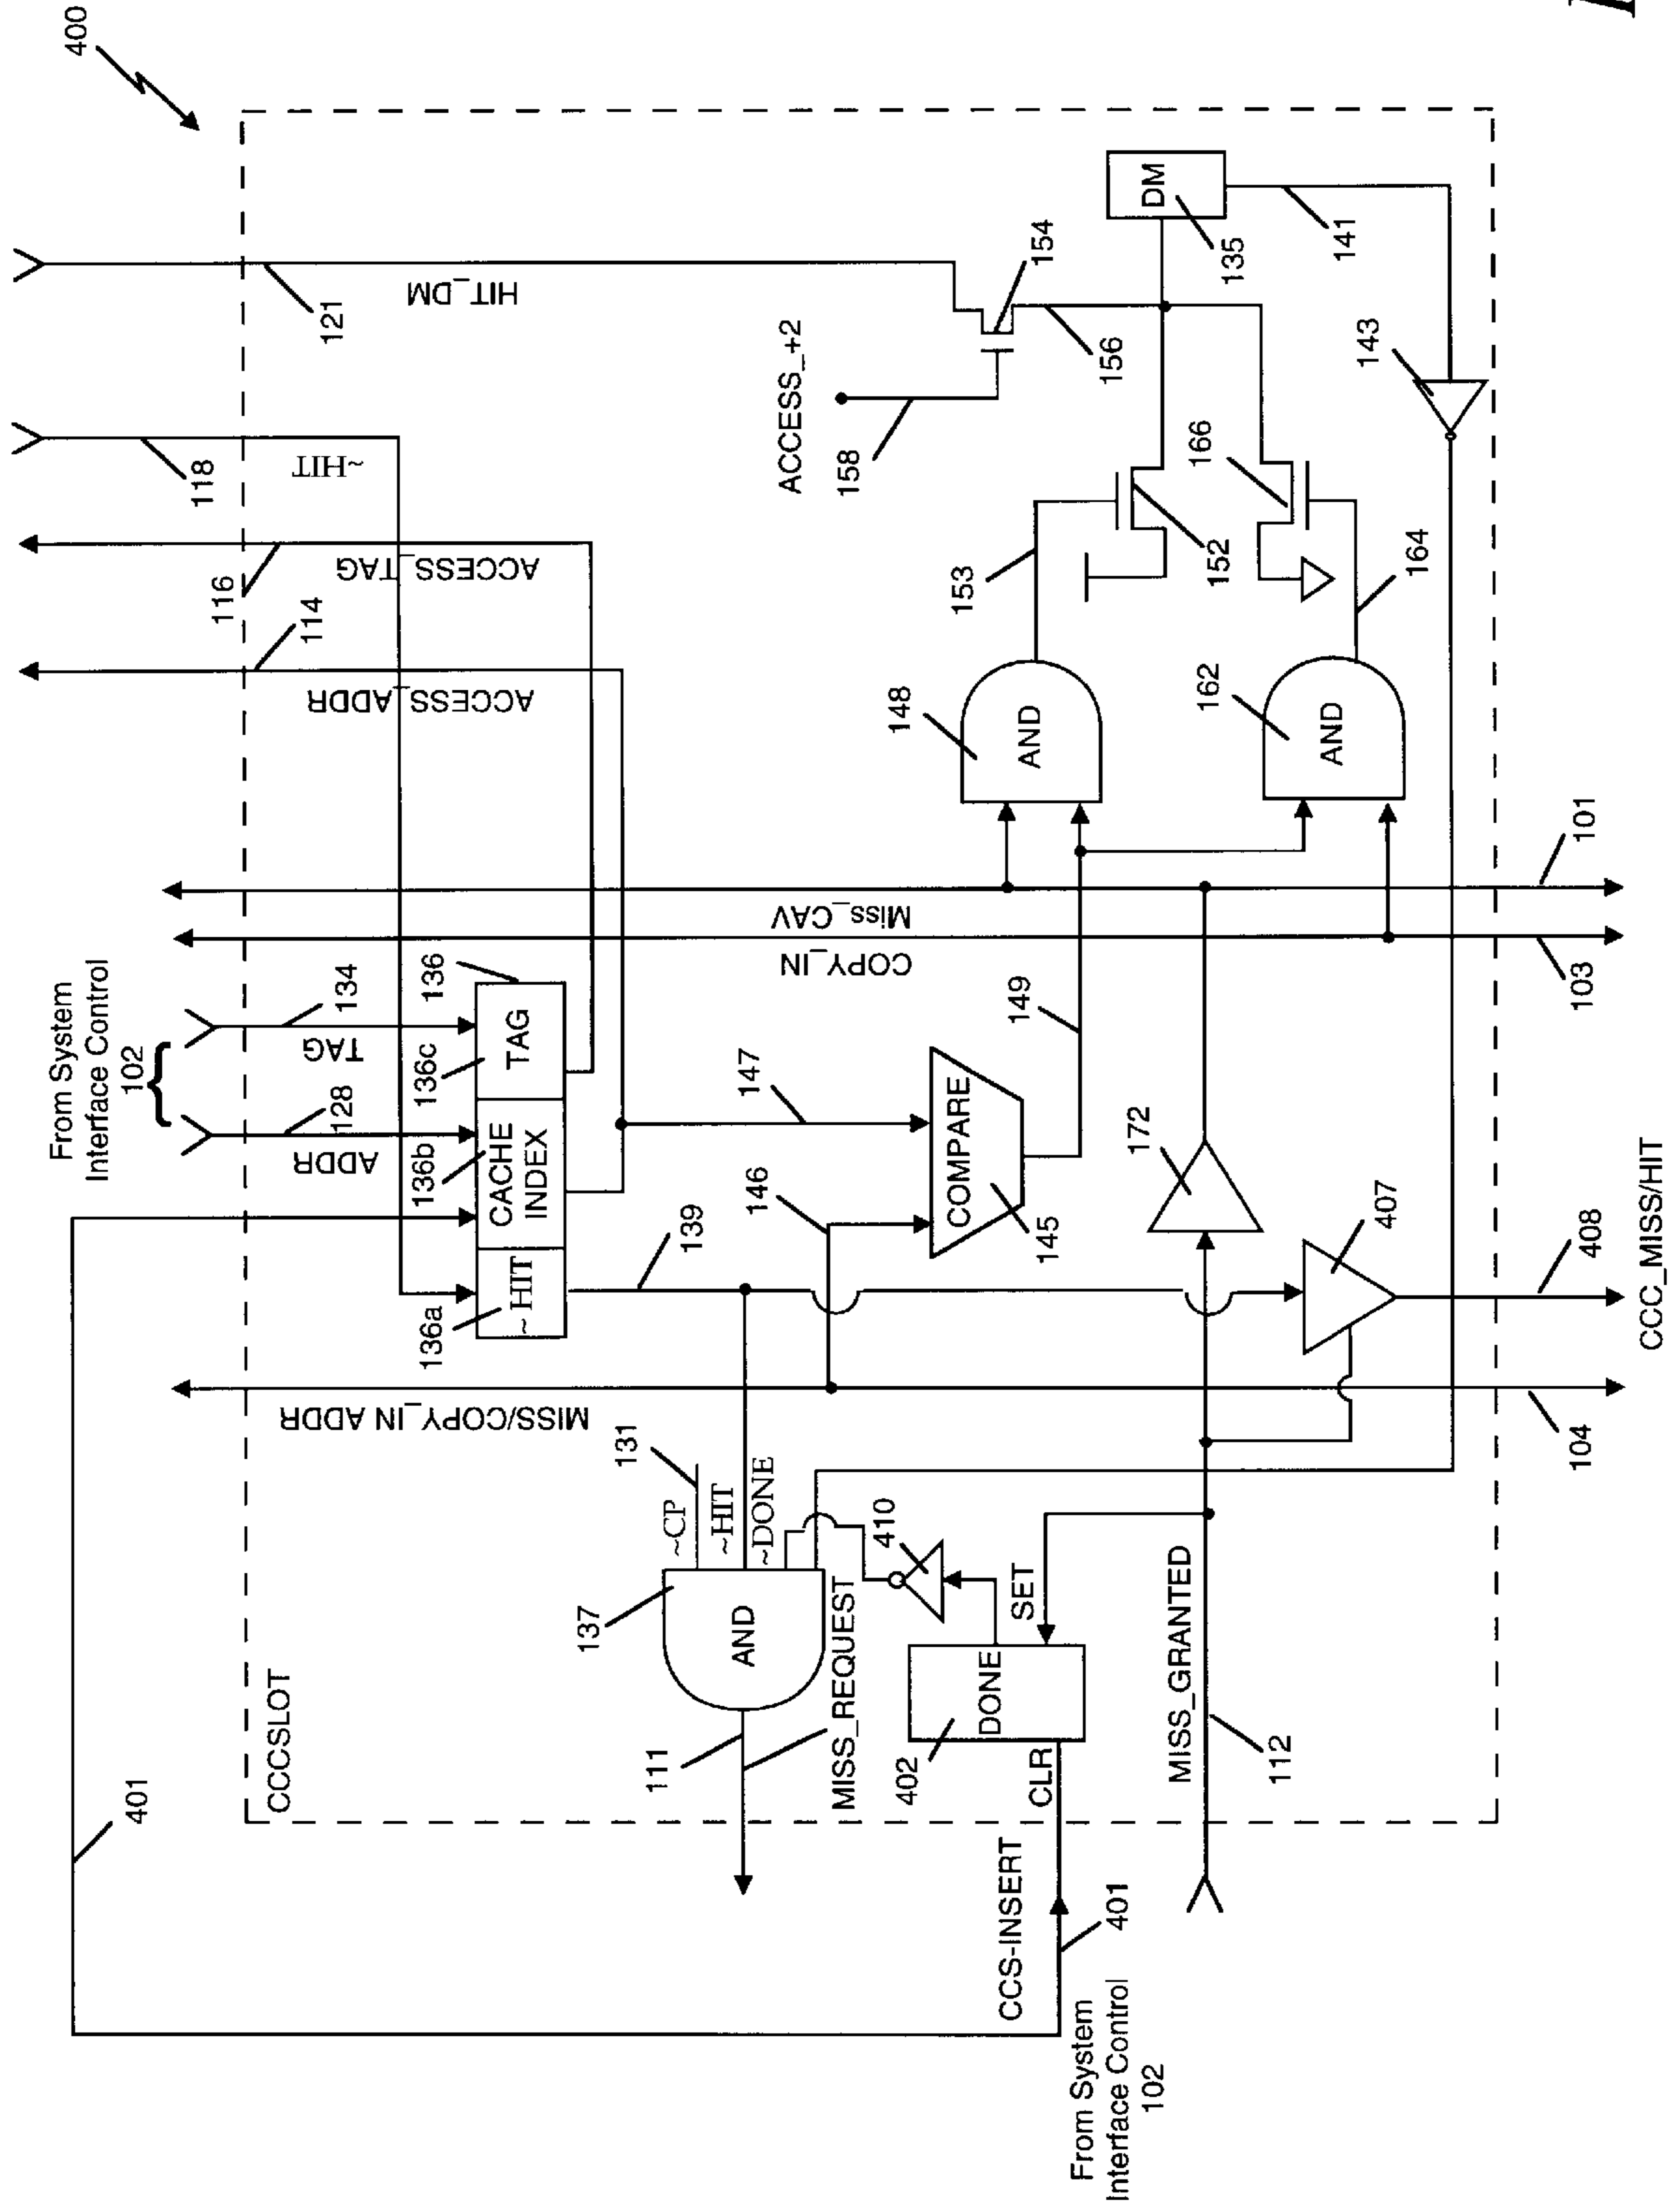 400
121
HIT_DM
118
~HIT
116
ACCESS_TAG
114
ACCESS_ADDR
From System
Interface Control
102
134
TAG
128
ADDR
136
136c
TAG
136b
CACHE
INDEX
136a
~ HIT
139
401
CCCSLOT
MISS/COPY_IN ADDR
COPY_IN
Miss_CAV
ACCESS_+2
158
154
156
DM
135
141
143
153
152
166
164
148
AND
162
AND
149
147
146
COMPARE
145
172
407
101
103
408
CCC_MISS/HIT
104
131
~CP
~HIT
~DONE
137
AND
111
MISS_REQUEST
410
SET
DONE
402
CLR
MISS_GRANTED
112
CCS-INSERT
401
From System
Interface Control
102